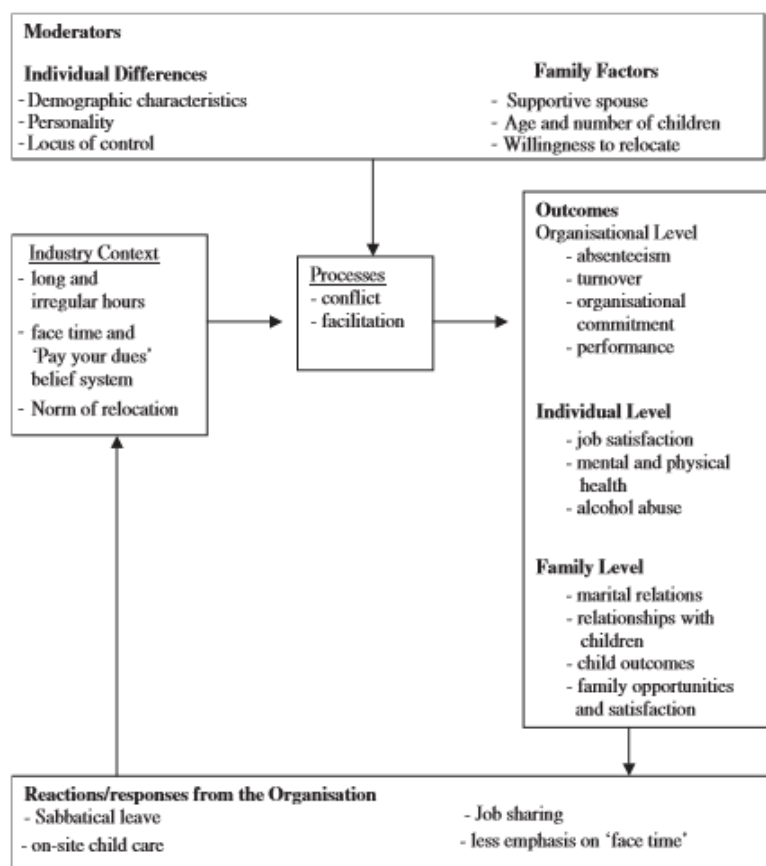 Moderators
Individual Differences
- Demographic characteristics
- Personality
- Locus of control
Family Factors
- Supportive spouse
- Age and number of children
- Willingness to relocate
Industry Context
- long and
irregular hours
- face time and
‘Pay your dues’
belief system
- Norm of relocation
Processes
- conflict
- facilitation
Outcomes
Organisational Level
- absenteeism
- turnover
- organisational
commitment
- performance
Individual Level
- job satisfaction
- mental and physical
health
- alcohol abuse
Family Level
- marital relations
- relationships with
children
- child outcomes
- family opportunities
and satisfaction
Reactions/responses from the Organisation
- Sabbatical leave
- on-site child care
- Job sharing
- less emphasis on ‘face time’